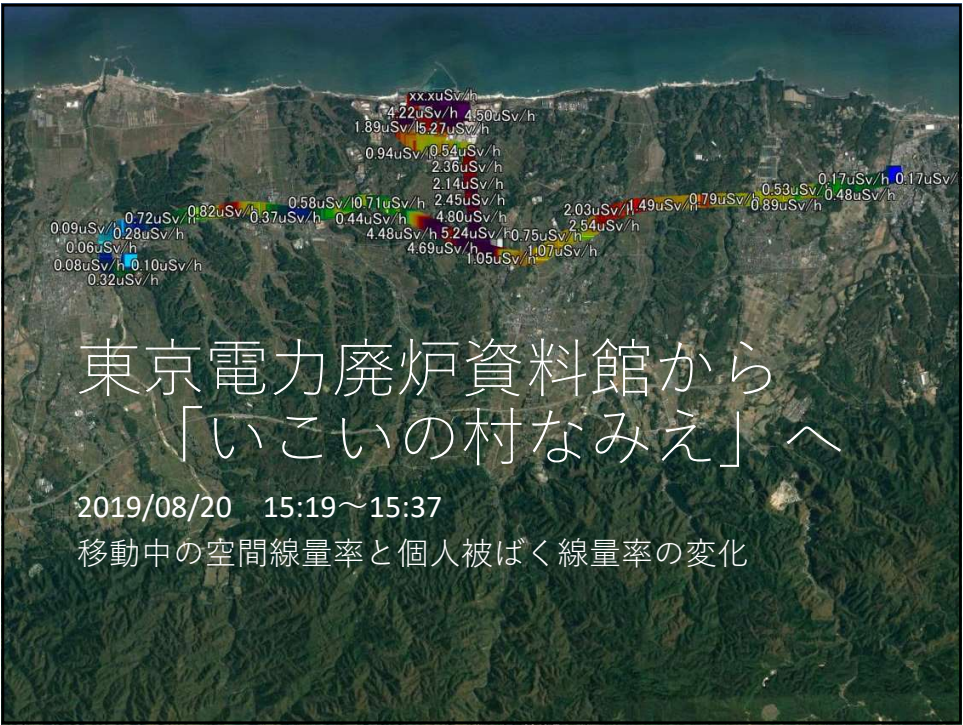 xx.xuSv/h
4.22uSv/h 4.50uSv/h
1.89uSv/ 5.27uSv/h
0.94uSv/ 0.54uSv/h
2.36uSv/h
2.14uSv/h
0.58uSv/ 0.71uSv/h 2.45uSv/h
0.72uSv/ 0.82uSv/ 0.37uSv/h 0.44uSv/h 4.80uSv/h
0.09uSv/ 0.28uSv/h 4.48uSv/h 5.24uSv/h
0.06uSv/h 4.69uSv/h 1.05uSv/h
0.08uSv/h 0.10uSv/h
0.32uSv/h
0.75uSv/ 1.07uSv/h
2.03uSv/ 1.49uSv/h 0.79uSv/ 0.89uSv/h
2.54uSv/h
0.53uSv/ 0.48uSv/h
0.17uSv/h 0.17uSv/
東京電力廃炉資料館から
「いこいの村なみえ」へ
2019/08/20　15:19～15:37
移動中の空間線量率と個人被ばく線量率の変化